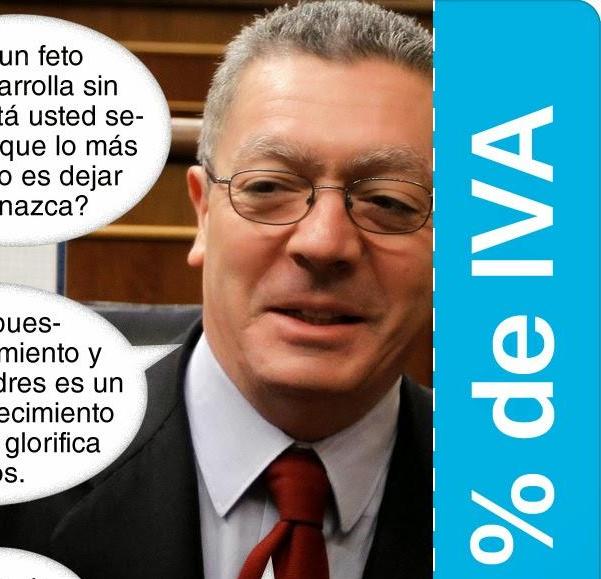 un feto
arrolla sin
tá usted se-
que lo más
o es dejar
nazca?
pues-
miento y
dres es un
ecimiento
glorifica
os.
% de IVA